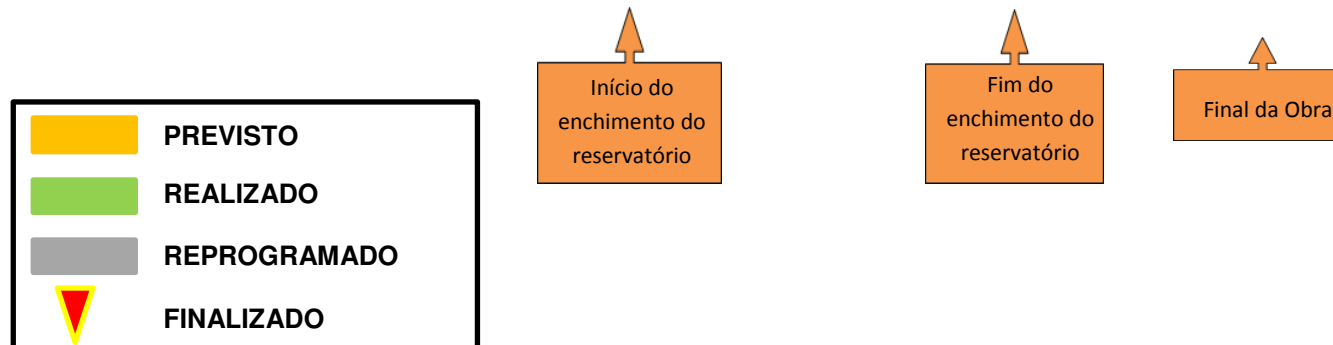 Início do
enchimento do
reservatório
Fim do
enchimento do
reservatório
Final da Obra
PREVISTO
REALIZADO
REPROGRAMADO
FINALIZADO